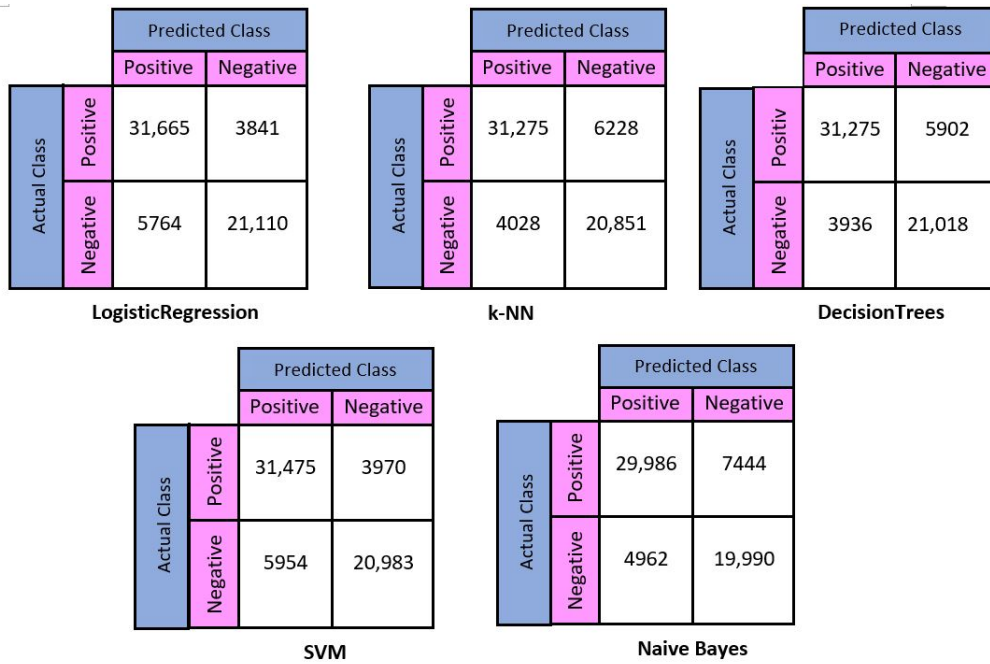 Predicted Class
Positive Negative
Actual Class
Positive
31,665 3841
Negative
5764 21,110
LogisticRegression
Predicted Class
Positive Negative
Actual Class
Positive
31,275 6228
Negative
4028 20,851
k-NN
Predicted Class
Positive Negative
Actual Class
Positiv
31,275 5902
Negative
3936 21,018
DecisionTrees
Predicted Class
Positive Negative
Actual Class
Positive
31,475 3970
Negative
5954 20,983
SVM
Predicted Class
Positive Negative
Actual Class
Positive
29,986 7444
Negative
4962 19,990
Naive Bayes